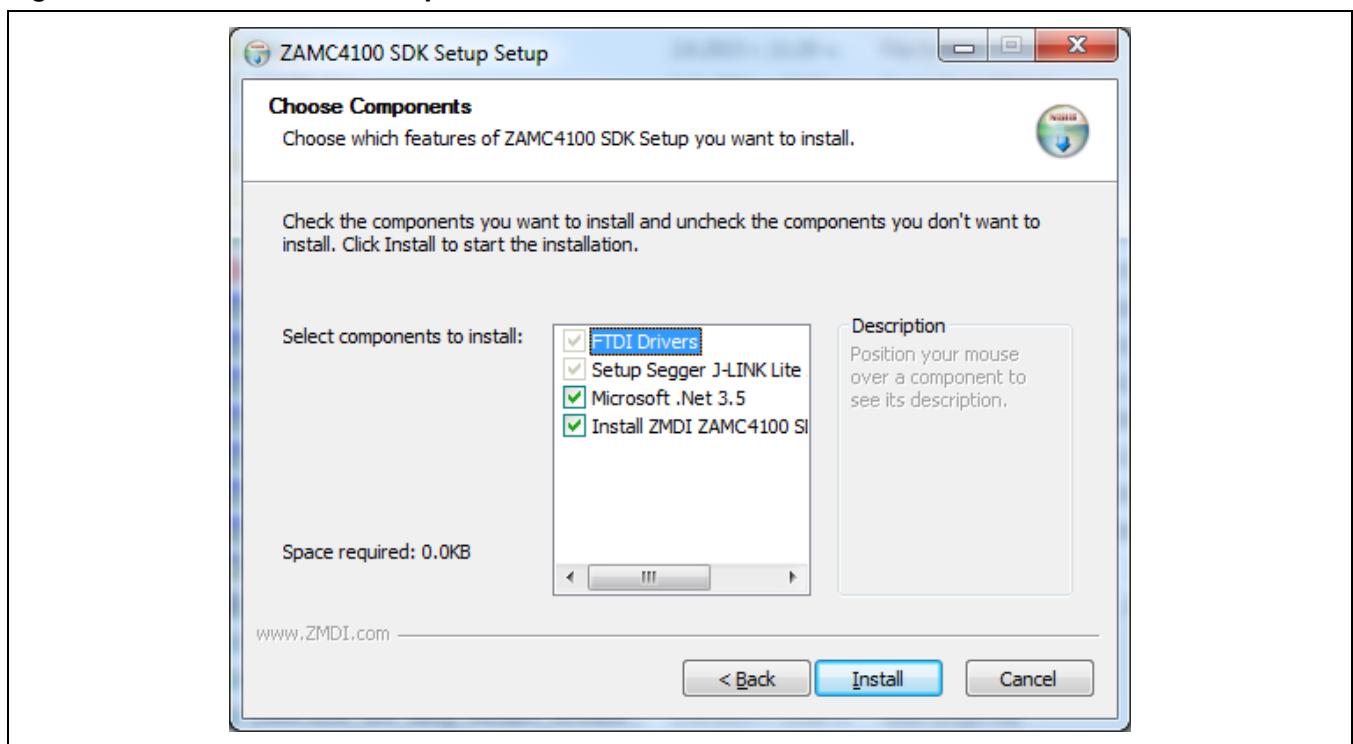 ZAMC4100 SDK Setup Setup
Choose Components
Choose which features of ZAMC4100 SDK Setup you want to install.
Check the components you want to install and uncheck the components you don't want to
install. Click Install to start the installation.
Select components to install:
FTDI Drivers
Setup Segger J-LINK Lite
Microsoft .Net 3.5
Install ZMDI ZAMC4100 S
Description
Position your mouse
over a component to
see its description.
Space required: 0.0KB
www.ZMDI.com
< Back
Install
Cancel